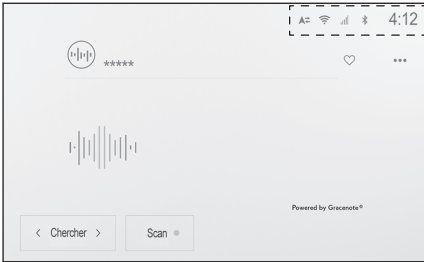 A= 4:12
*****
Powered by Gracenote®
< Chercher > Scan